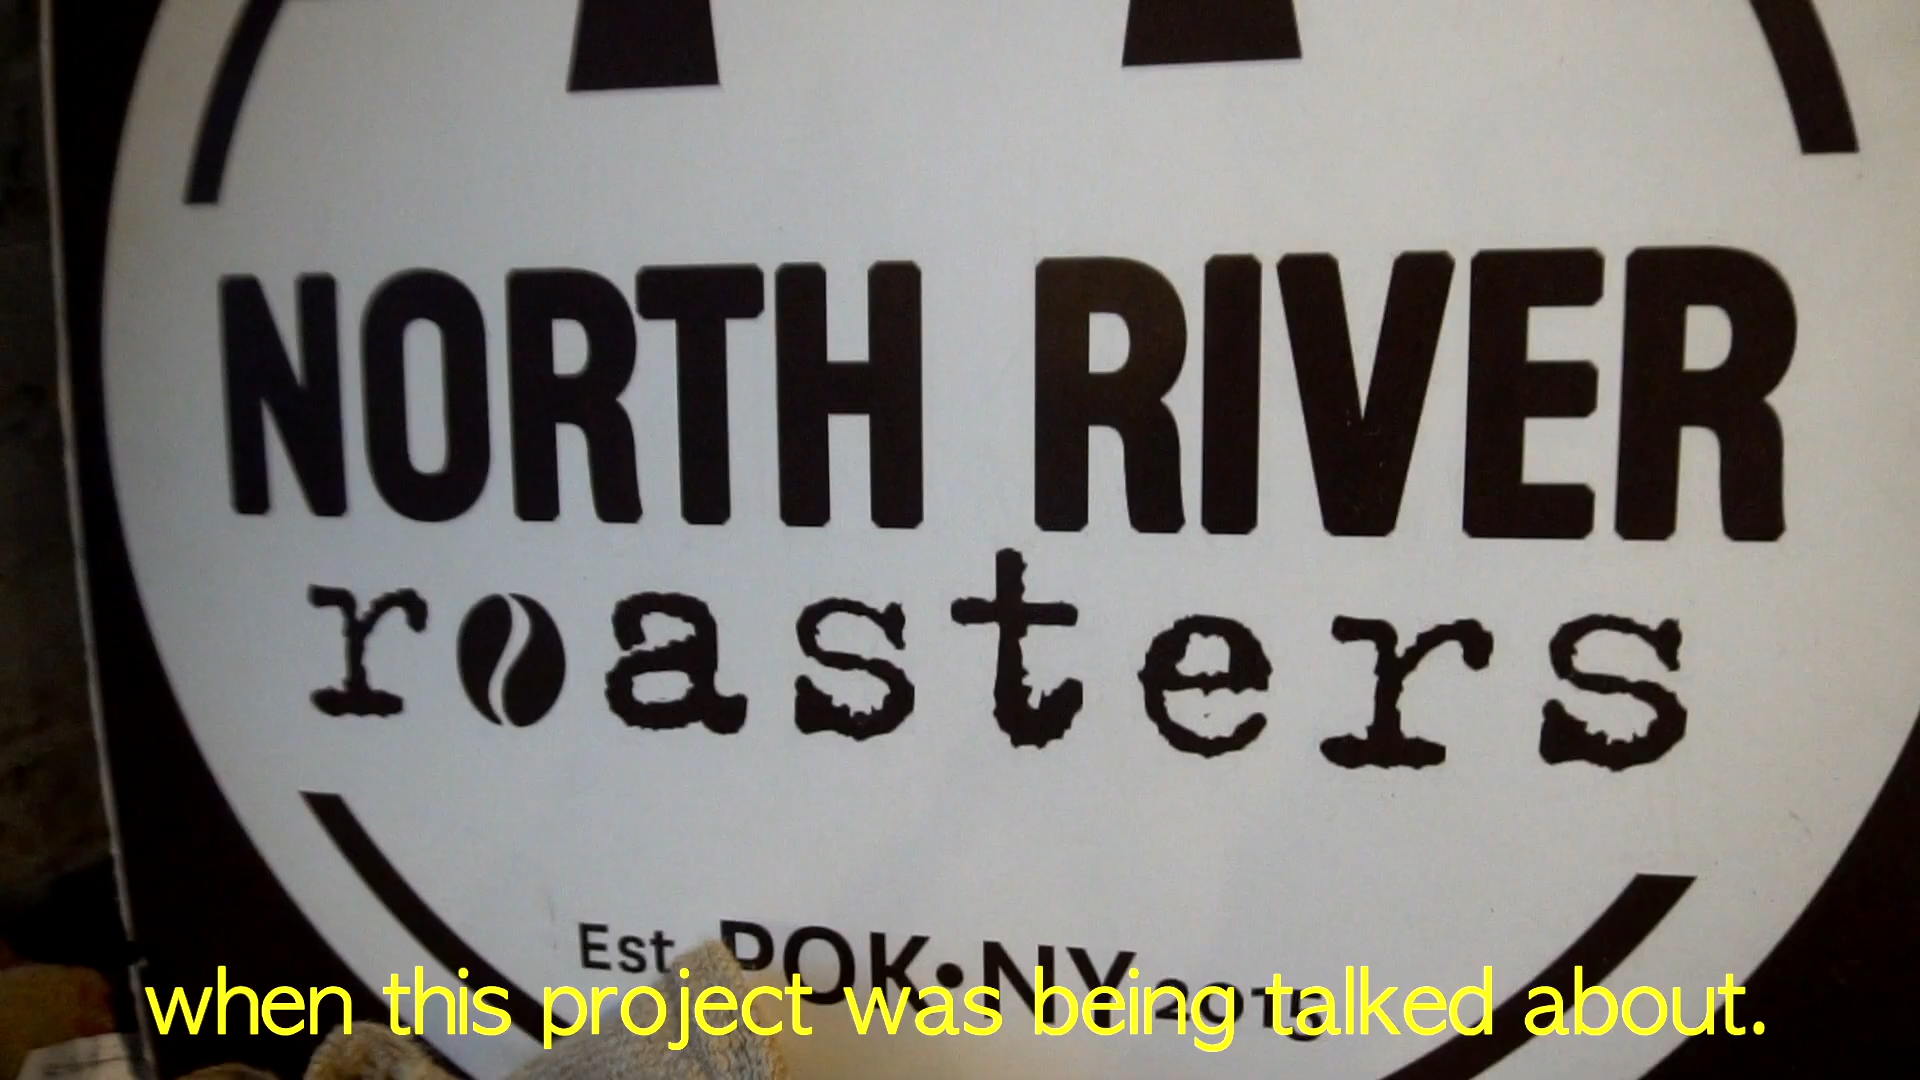 NORTH RIVER
roasters
Est. POK•NY
when this project was being talked about.